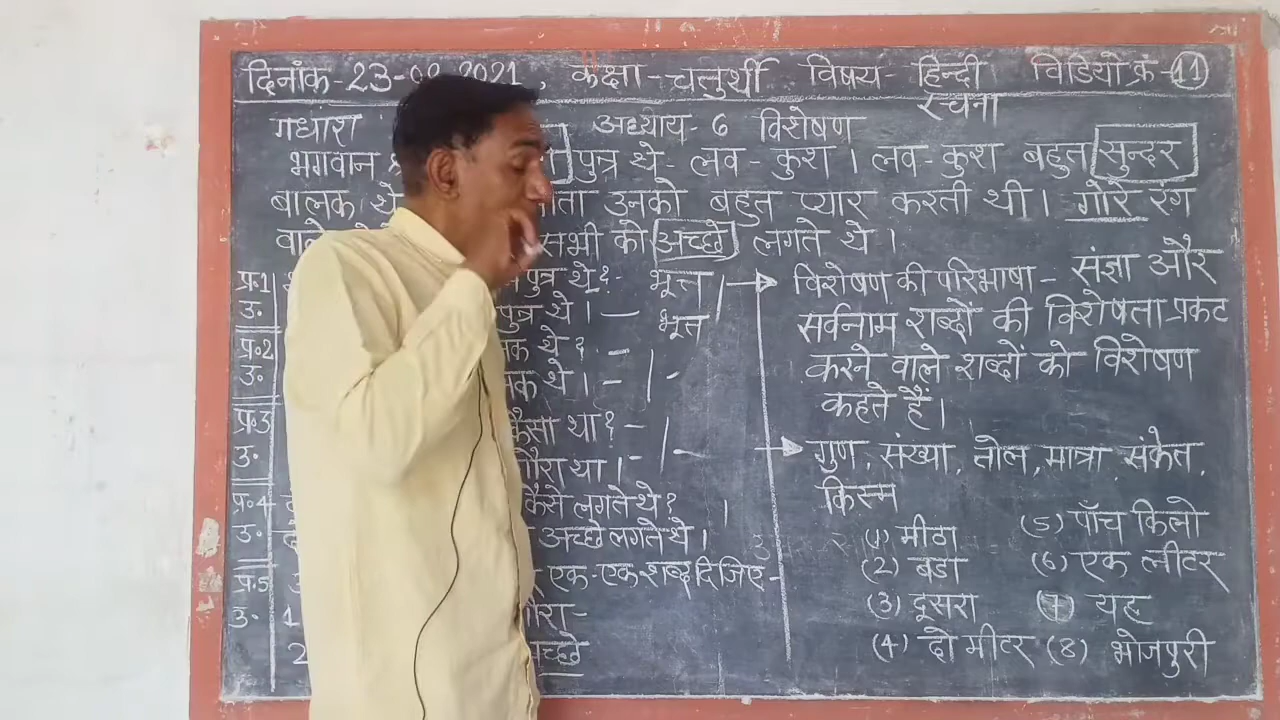 दिनांक-23-09-2021, कक्षा-चतुर्थी विषय-हिन्दी विडियो क्रं-11
रचना
गधांश अध्याय-6 विशेषण
भगवान पुत्र थे-लव-कुश। लव-कुश बहुत सुन्दर
बालक थे उनको बहुत प्यार करती थी। गोरे रंग
वाले सभी को अच्छे लगते थे।
प्र॰1 पुत्र थे? भूत्त
उ॰ पुत्र थे।- भूत
प्र॰2 थे?-
उ॰ थे।-
प्र॰3 कैसा था?-
उ॰ गौरा था।-
प्र॰4 कैसे लगते थे?
उ॰ अच्छे लगते थे।
प्र॰5 एक-एक शब्द दिजिए-
उ॰ 1
2
विशेषण की परिभाषा- संज्ञा और
सर्वनाम शब्दों की विशेषता प्रकट
करने वाले शब्दों को विशेषण
कहते हैं।
गुण, संख्या, तोल, मात्रा संकेत,
किस्म
(1) मीठा (5) पाँच किलो
(2) बडा (6) एक लीटर
(3) दूसरा (7) यह
(4) दो मीटर (8) भोजपुरी